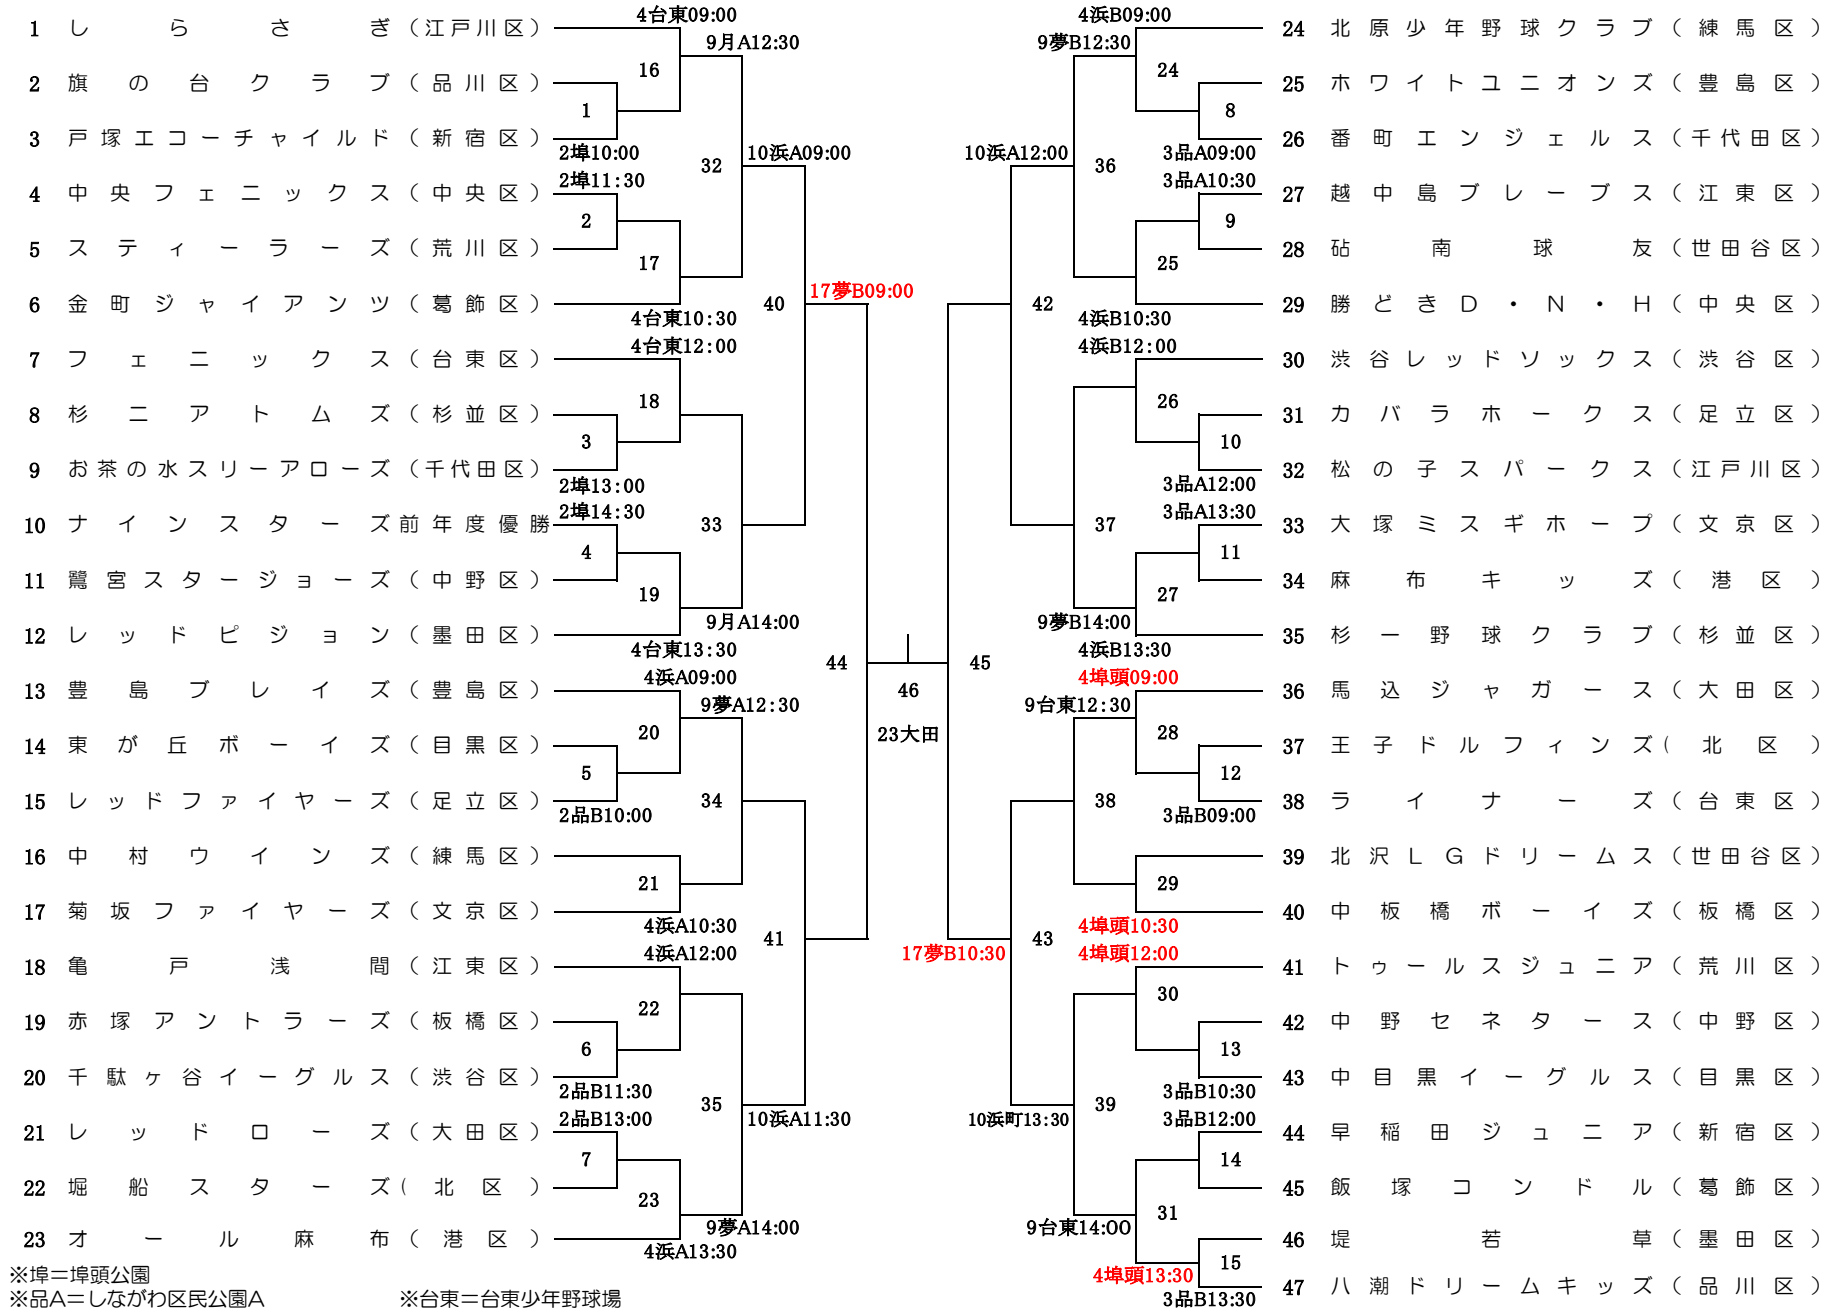 4台東09:00
4浜B09:00
1 しらさぎ(江戸川区)
24 北原少年野球クラブ(練馬区)
9月A12:30
9夢B12:30
16
24
2 旗の台クラブ(品川区)
25 ホワイトユニオンズ(豊島区)
1
8
3 戸塚エコーチャイルド(新宿区)
26 番町エンジェルス(千代田区)
2埠10:00
10浜A09:00
10浜A12:00
3品A09:00
32
36
2埠11:30
3品A10:30
4 中央フェニックス(中央区)
27 越中島ブレーブス(江東区)
2
9
5 スティーラーズ(荒川区)
28 砧南球友(世田谷区)
17
25
17夢B09:00
6 金町ジャイアンツ(葛飾区)
40
42
29 勝どきD・N・H(中央区)
4台東10:30
4浜B10:30
4台東12:00
4浜B12:00
7 フェニックス(台東区)
30 渋谷レッドソックス(渋谷区)
18
26
8 杉ニアトムズ(杉並区)
31 カバラホークス(足立区)
3
10
9 お茶の水スリーアローズ(千代田区)
32 松の子スパークス(江戸川区)
2埠13:00
3品A12:00
2埠14:30
3品A13:30
10 ナインスターズ前年度優勝
33
37
33 大塚ミスギホープ(文京区)
4
11
11 鷺宮スタージョーズ(中野区)
34 麻布キッズ(港区)
19
27
9月A14:00
9夢B14:00
12 レッドピジョン(墨田区)
35 杉一野球クラブ(杉並区)
4台東13:30
4浜B13:30
44
45
4浜A09:00
4埠頭09:00
13 豊島ブレイズ(豊島区)
46
36 馬込ジャガース(大田区)
9夢A12:30
9台東12:30
20
23大田
28
14 東が丘ボーイズ(目黒区)
37 王子ドルフィンズ(北区)
5
12
15 レッドファイヤーズ(足立区)
34
38
38 ライナーズ(台東区)
2品B10:00
3品B09:00
16 中村ウインズ(練馬区)
39 北沢LGドリームス(世田谷区)
21
29
17 菊坂ファイヤーズ(文京区)
40 中板橋ボーイズ(板橋区)
4浜A10:30
4埠頭10:30
41
43
4浜A12:00
17夢B10:30
4埠頭12:00
18 亀戸浅間(江東区)
41 トゥールスジュニア(荒川区)
22
30
19 赤塚アントラーズ(板橋区)
42 中野セネタース(中野区)
6
13
20 千駄ヶ谷イーグルス(渋谷区)
43 中目黒イーグルス(目黒区)
2品B11:30
3品B10:30
35
39
2品B13:00
10浜A11:30
10浜町13:30
3品B12:00
21 レッドローズ(大田区)
44 早稲田ジュニア(新宿区)
7
14
22 堀船スターズ(北区)
45 飯塚コンドル(葛飾区)
23
31
9夢A14:00
9台東14:00
23 オール麻布(港区)
46 堤若草(墨田区)
4浜A13:30
15
※埠=埠頭公園
4埠頭13:30
47 八潮ドリームキッズ(品川区)
※品A=しながわ区民公園A
※台東=台東少年野球場
3品B13:30